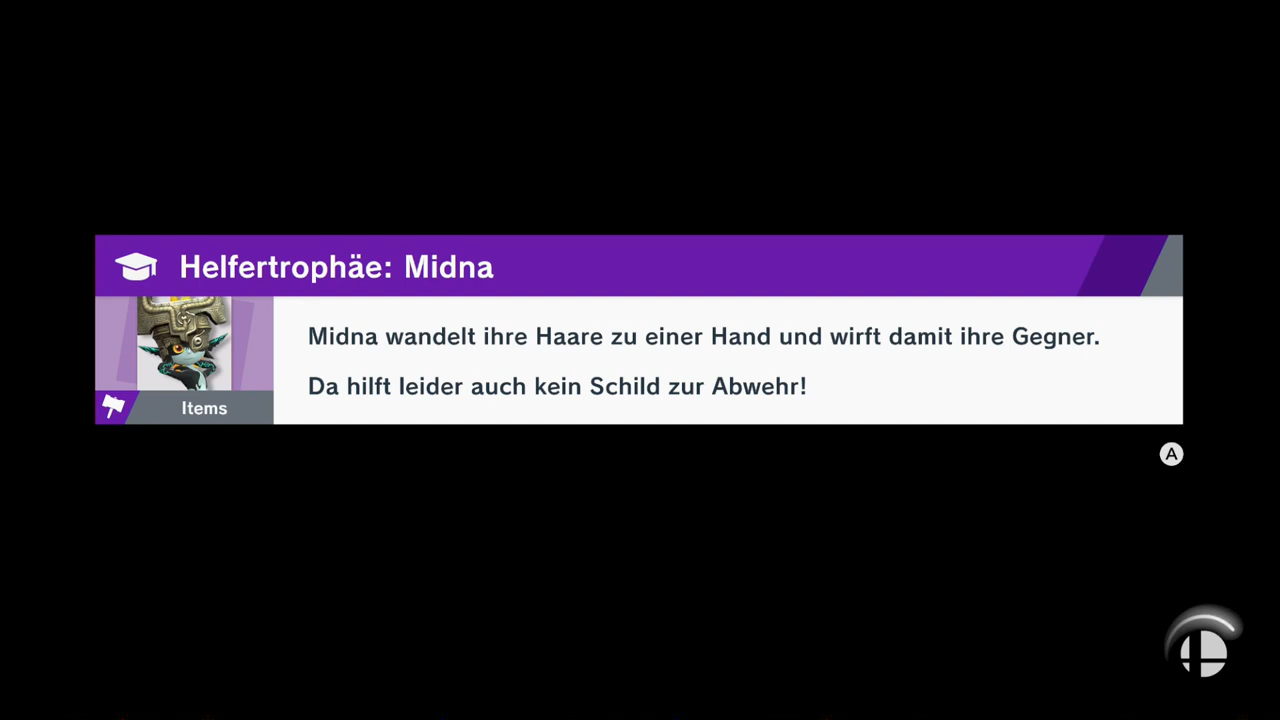 Helfertrophäe: Midna
Midna wandelt ihre Haare zu einer Hand und wirft damit ihre Gegner.
Da hilft leider auch kein Schild zur Abwehr!
Items
A